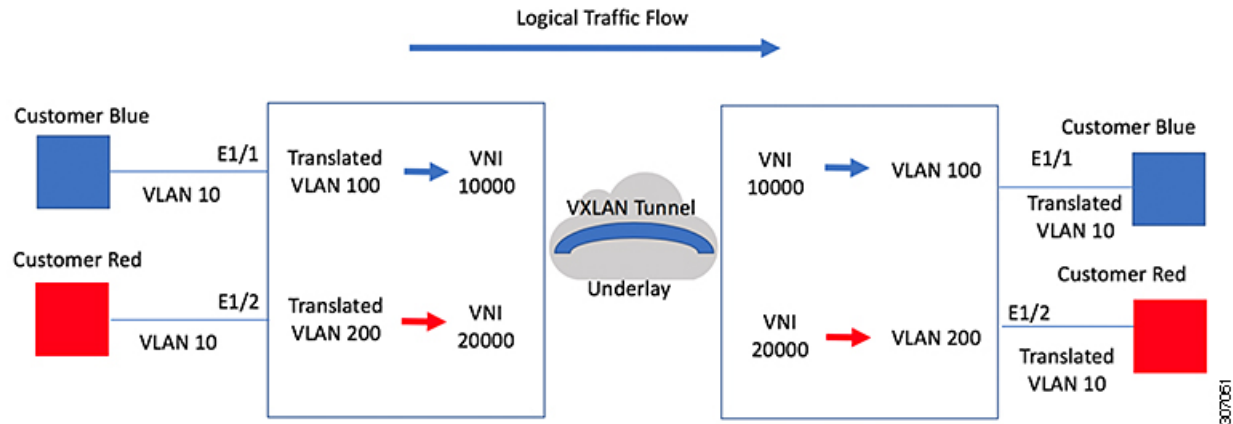 Logical Traffic Flow
Customer Blue
E1/1
VLAN 10
Translated
VLAN 100
VNI
10000
Customer Red
E1/2
VLAN 10
Translated
VLAN 200
VNI
20000
VXLAN Tunnel
Underlay
VNI
10000
VLAN 100
Customer Blue
E1/1
Translated
VLAN 10
VNI
20000
VLAN 200
Customer Red
E1/2
Translated
VLAN 10
307051